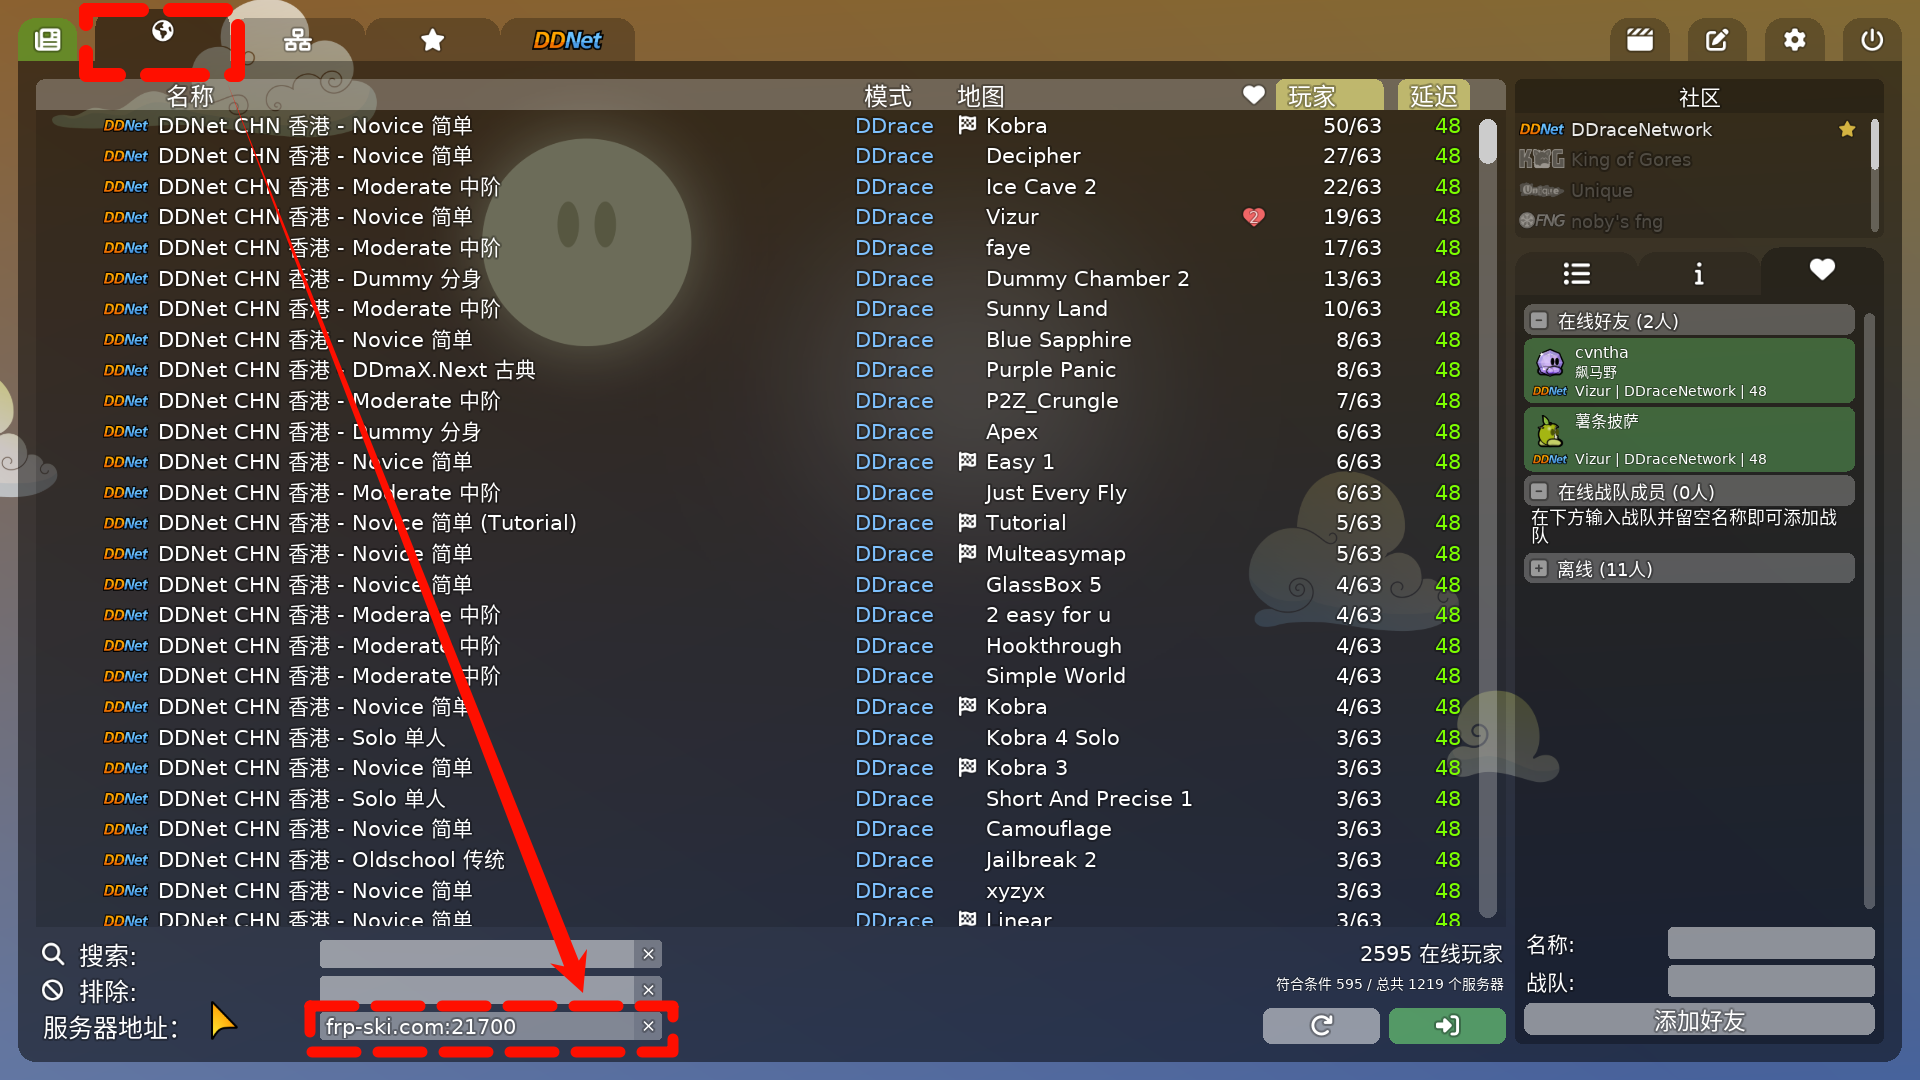 DDNet
名称 模式 地图 玩家 延迟
DDNet DDNet CHN 香港 - Novice 简单 DDrace Kobra 50/63 48
DDNet DDNet CHN 香港 - Novice 简单 DDrace Decipher 27/63 48
DDNet DDNet CHN 香港 - Moderate 中阶 DDrace Ice Cave 2 22/63 48
DDNet DDNet CHN 香港 - Novice 简单 DDrace Vizur 2 19/63 48
DDNet DDNet CHN 香港 - Moderate 中阶 DDrace faye 17/63 48
DDNet DDNet CHN 香港 - Dummy 分身 DDrace Dummy Chamber 2 13/63 48
DDNet DDNet CHN 香港 - Moderate 中阶 DDrace Sunny Land 10/63 48
DDNet DDNet CHN 香港 - Novice 简单 DDrace Blue Sapphire 8/63 48
DDNet DDNet CHN 香港 - DDmaX.Next 古典 DDrace Purple Panic 8/63 48
DDNet DDNet CHN 香港 - Moderate 中阶 DDrace P2Z_Crungle 7/63 48
DDNet DDNet CHN 香港 - Dummy 分身 DDrace Apex 6/63 48
DDNet DDNet CHN 香港 - Novice 简单 DDrace Easy 1 6/63 48
DDNet DDNet CHN 香港 - Moderate 中阶 DDrace Just Every Fly 6/63 48
DDNet DDNet CHN 香港 - Novice 简单 (Tutorial) DDrace Tutorial 5/63 48
DDNet DDNet CHN 香港 - Novice 简单 DDrace Multeasymap 5/63 48
DDNet DDNet CHN 香港 - Novice 简单 DDrace GlassBox 5 4/63 48
DDNet DDNet CHN 香港 - Moderate 中阶 DDrace 2 easy for u 4/63 48
DDNet DDNet CHN 香港 - Moderate 中阶 DDrace Hookthrough 4/63 48
DDNet DDNet CHN 香港 - Moderate 中阶 DDrace Simple World 4/63 48
DDNet DDNet CHN 香港 - Novice 简单 DDrace Kobra 4/63 48
DDNet DDNet CHN 香港 - Solo 单人 DDrace Kobra 4 Solo 3/63 48
DDNet DDNet CHN 香港 - Novice 简单 DDrace Kobra 3 3/63 48
DDNet DDNet CHN 香港 - Solo 单人 DDrace Short And Precise 1 3/63 48
DDNet DDNet CHN 香港 - Novice 简单 DDrace Camouflage 3/63 48
DDNet DDNet CHN 香港 - Oldschool 传统 DDrace Jailbreak 2 3/63 48
DDNet DDNet CHN 香港 - Novice 简单 DDrace xyzyx 3/63 48
DDNet DDNet CHN 香港 - Novice 简单 DDrace Linear 3/63 48
搜索:
排除:
服务器地址: frp-ski.com:21700
2595 在线玩家
符合条件 595 / 总共 1219 个服务器
社区
DDNet DDraceNetwork
KOG King of Gores
Unique Unique
FNG noby's fng
在线好友 (2人)
cvntha
飙马野
DDNet Vizur | DDraceNetwork | 48
薯条披萨
DDNet Vizur | DDraceNetwork | 48
在线战队成员 (0人)
在下方输入战队并留空名称即可添加战
队
离线 (11人)
名称:
战队:
添加好友